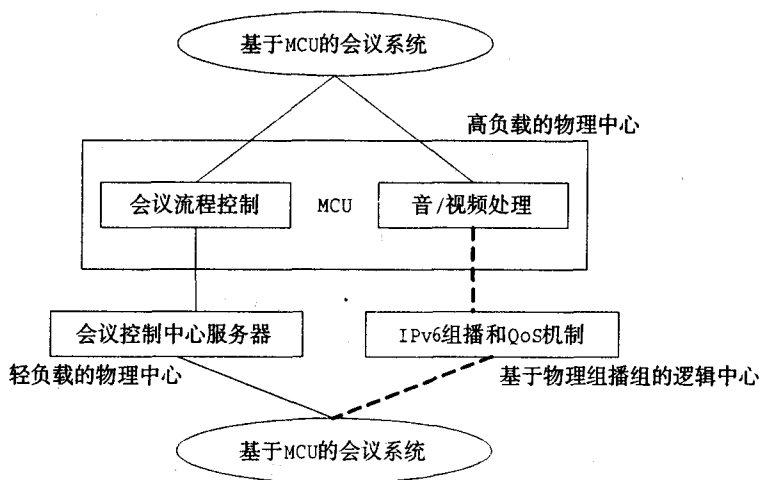 基于MCU的会议系统
高负载的物理中心
会议流程控制
MCU
音/视频处理
会议控制中心服务器
IPv6组播和QoS机制
轻负载的物理中心
基于物理组播组的逻辑中心
基于MCU的会议系统